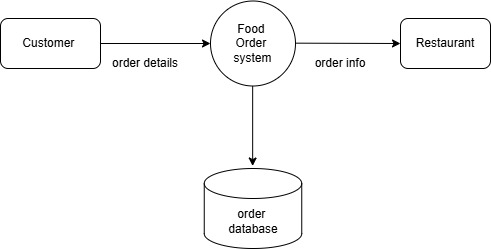 Customer
order details
Food
Order
system
order info
Restaurant
order
database